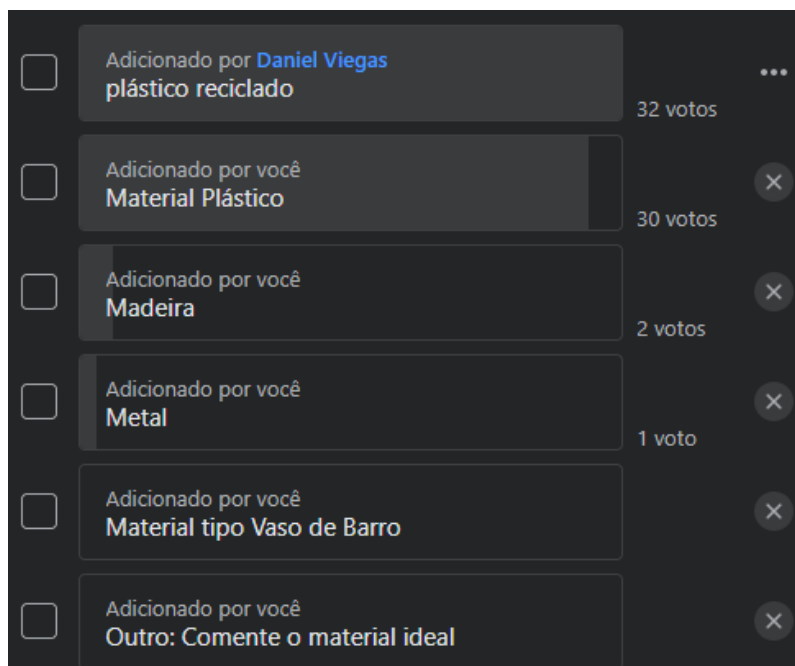 Adicionado por Daniel Viegas
plástico reciclado
32 votos
Adicionado por você
Material Plástico
30 votos
Adicionado por você
Madeira
2 votos
Adicionado por você
Metal
1 voto
Adicionado por você
Material tipo Vaso de Barro
Adicionado por você
Outro: Comente o material ideal